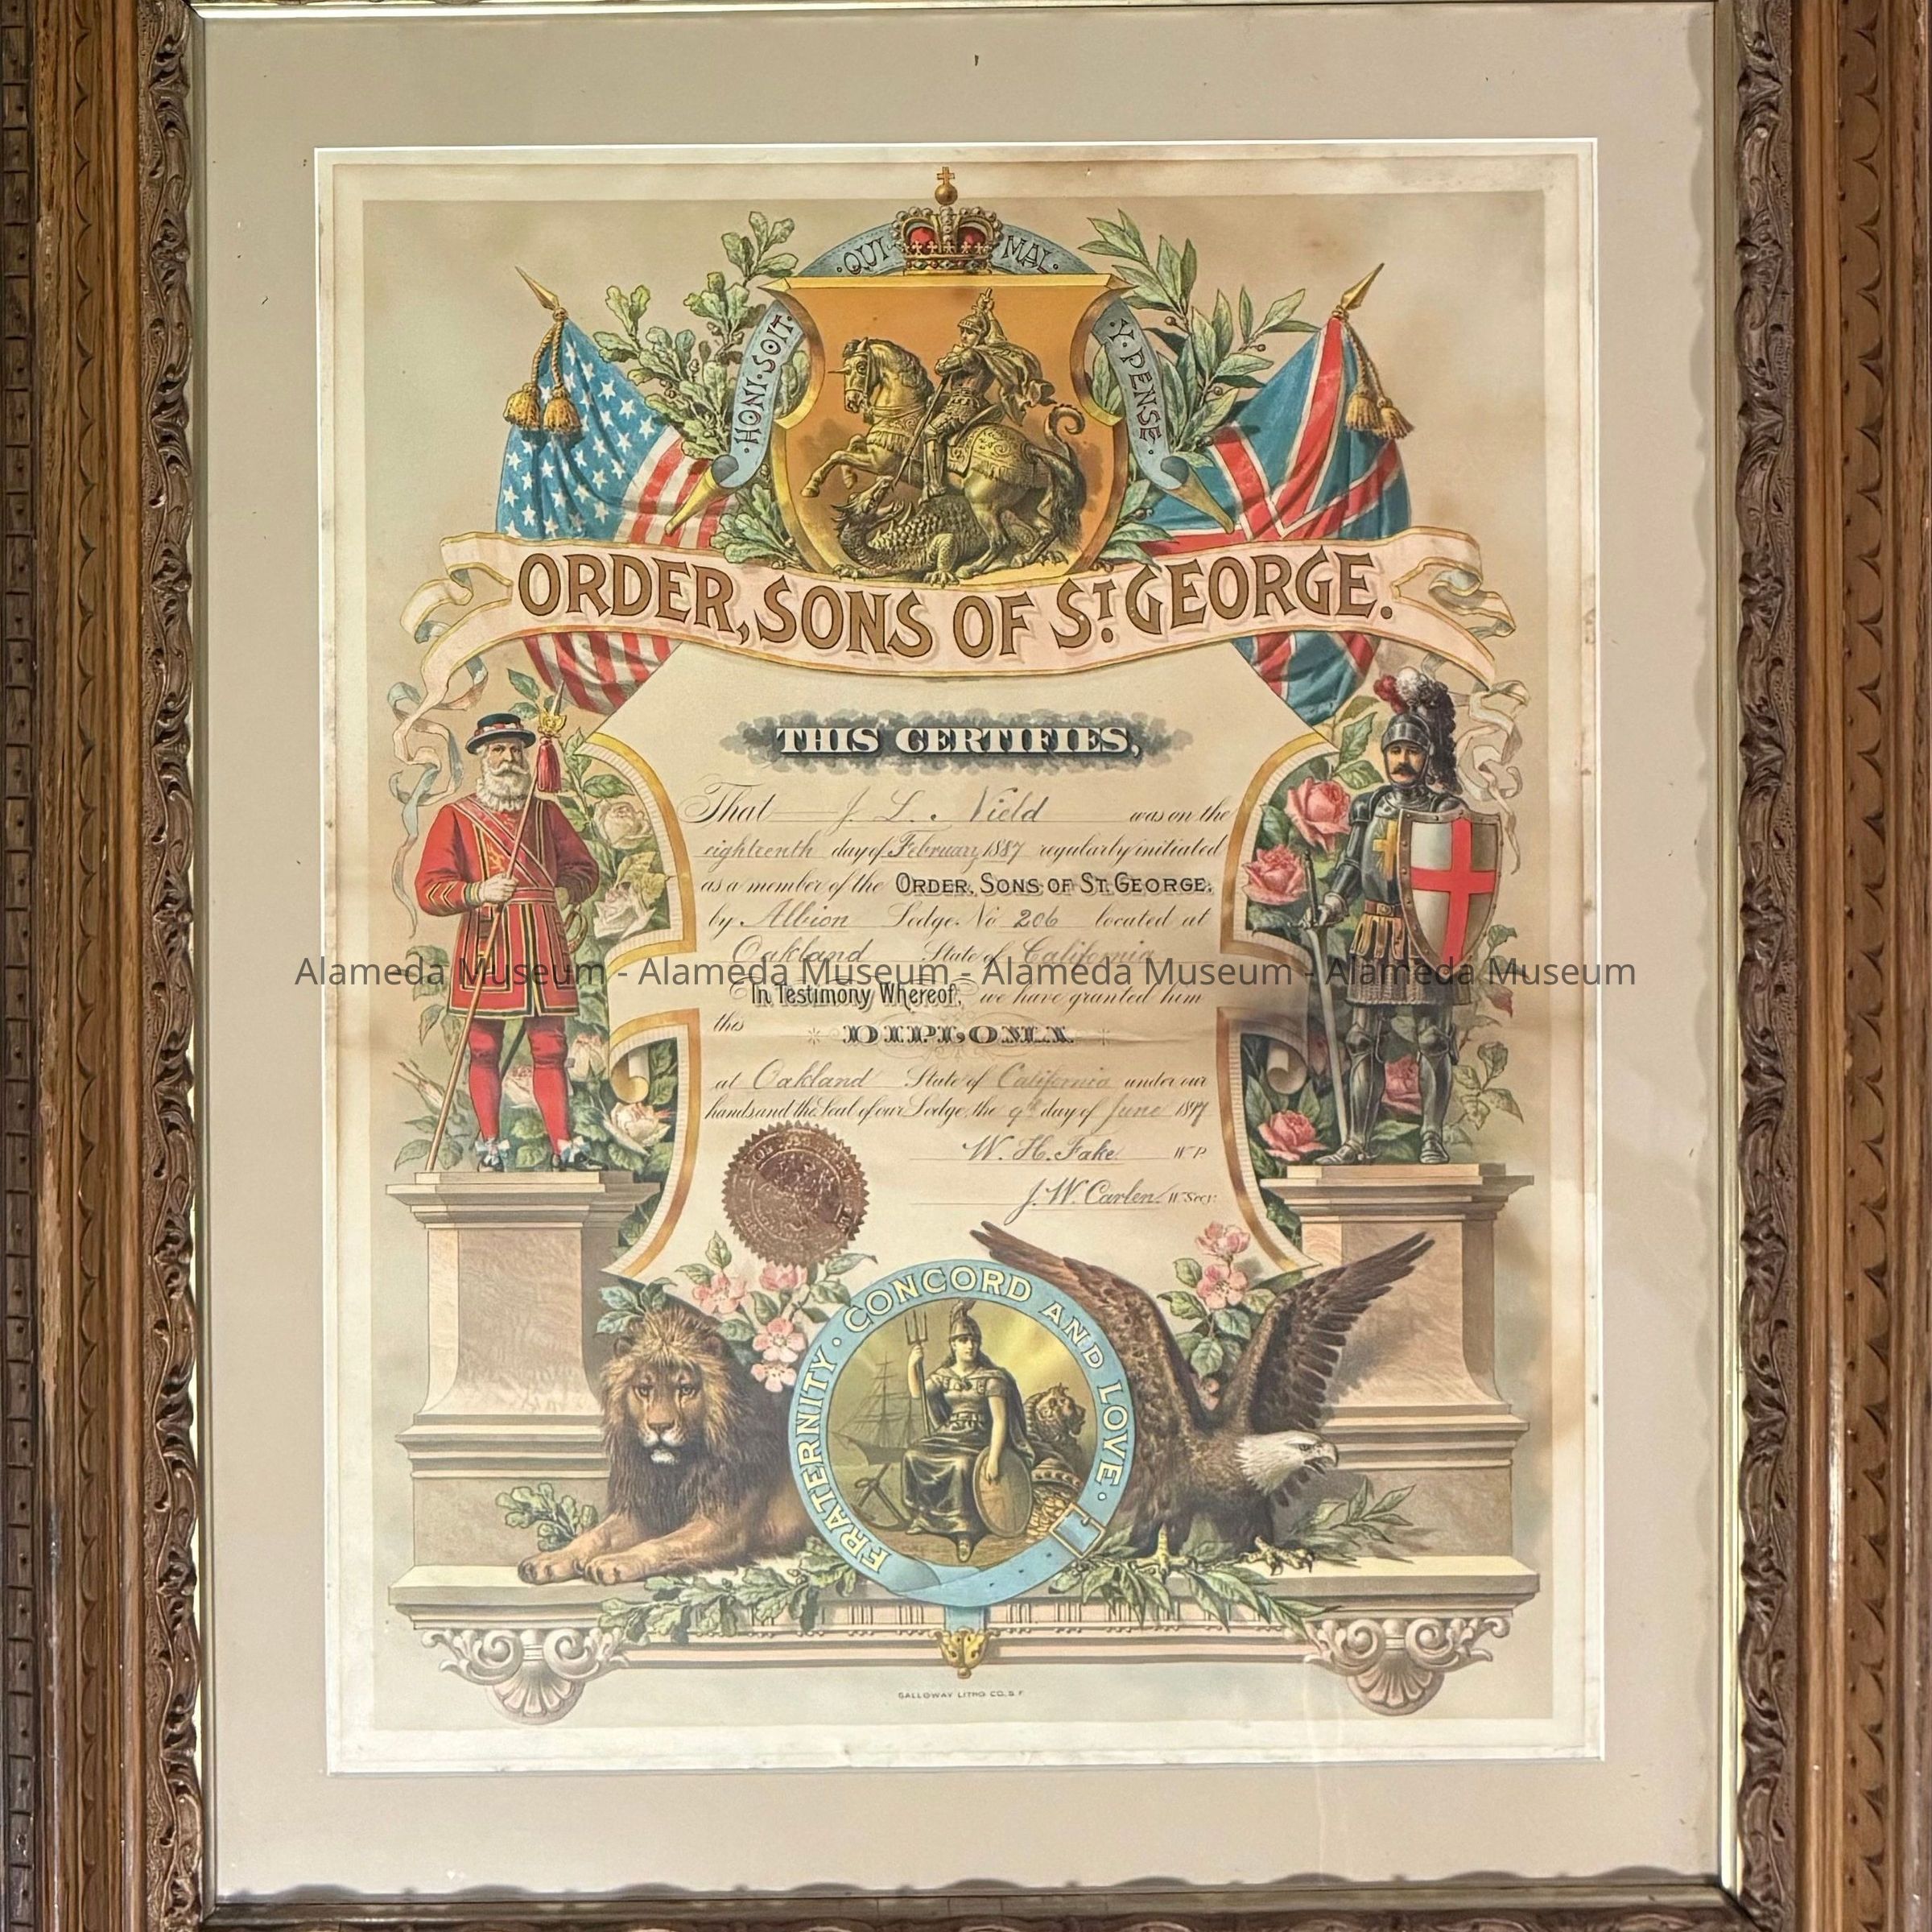 HONI · SOIT · QUI · MAL · Y · PENSE ·
ORDER, SONS OF ST. GEORGE.
THIS CERTIFIES,
That J. L. Nield was on the
eighteenth day of February 1887 regularly initiated
as a member of the ORDER, SONS OF ST. GEORGE,
by Albion Lodge No 206 located at
Oakland State of California
Alameda Museum - Alameda Museum - Alameda Museum - Alameda Museum
In Testimony Whereof, we have granted him
this DIPLOMA
at Oakland State of California under our
hands and the Seal of our Lodge, the 9th day of June 1897
W. H. Fake W.P.
J. W. Carlen W. Secy.
FRATERNITY · CONCORD AND LOVE ·
GALLOWAY LITHO. CO., S.F.